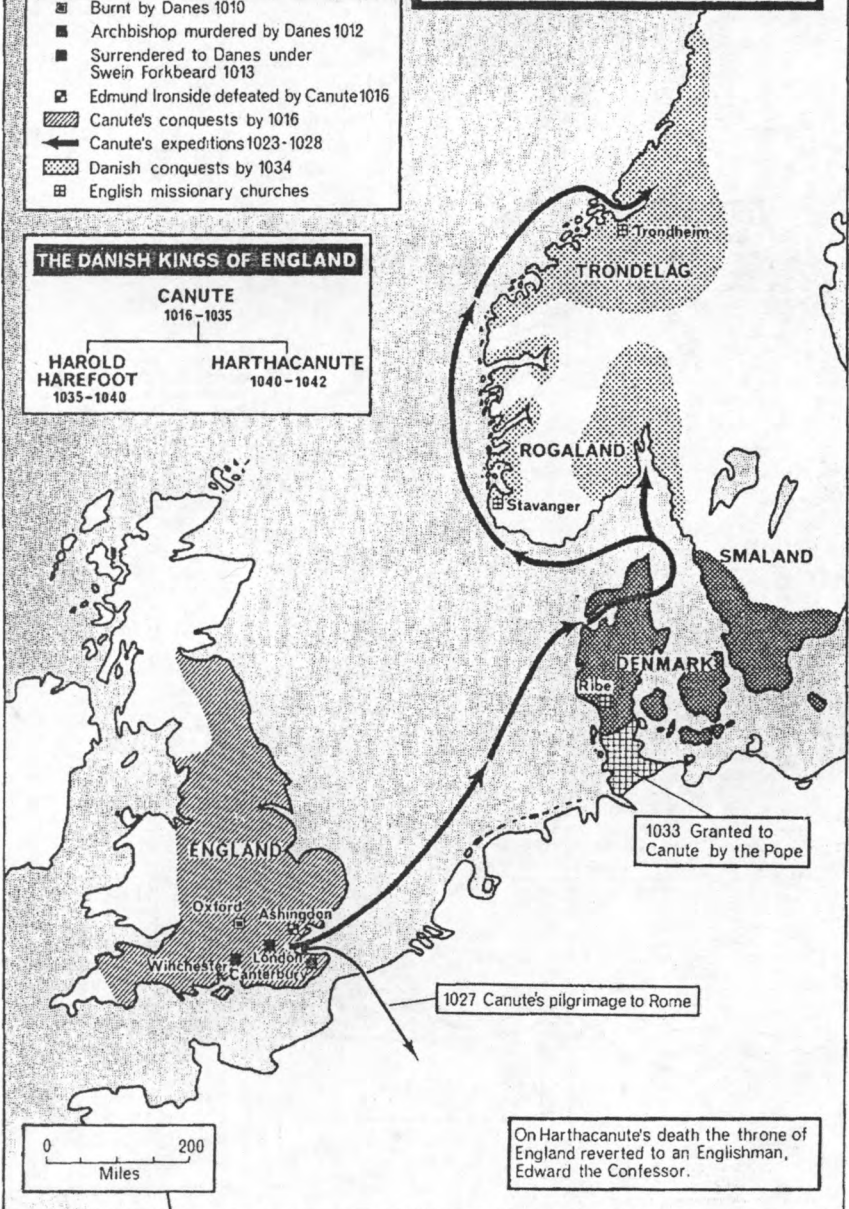 Burnt by Danes 1010
Archbishop murdered by Danes 1012
Surrendered to Danes under
Swein Forkbeard 1013
Edmund Ironside defeated by Canute 1016
Canute's conquests by 1016
Canute's expeditions 1023-1028
Danish conquests by 1034
English missionary churches
THE DANISH KINGS OF ENGLAND
CANUTE
1016-1035
HAROLD
HAREFOOT
1035-1040
HARTHACANUTE
1040-1042
Trondheim
TRONDELAG
ROGALAND
Stavanger
SMALAND
DENMARK
Ribe
1033 Granted to
Canute by the Pope
ENGLAND
Oxford
Ashingdon
London
Winchester
Canterbury
1027 Canute's pilgrimage to Rome
0 200
Miles
On Harthacanute's death the throne of
England reverted to an Englishman,
Edward the Confessor.